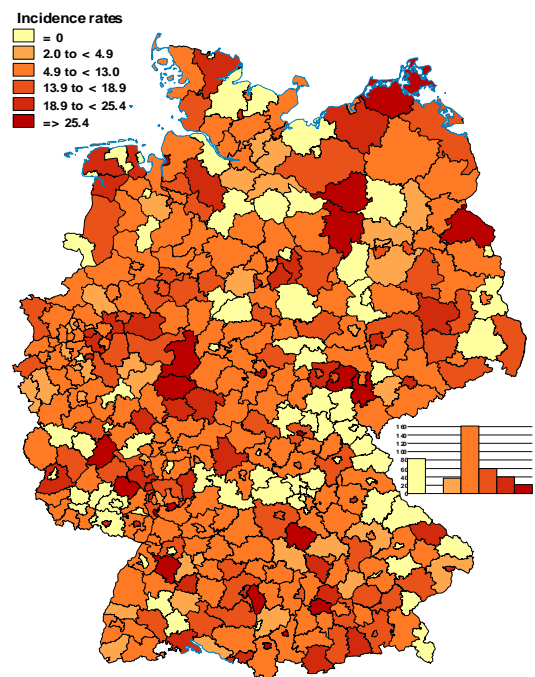 Incidence rates
= 0
2.0 to < 4.9
4.9 to < 13.0
13.9 to < 18.9
18.9 to < 25.4
=> 25.4
160
140
120
100
80
60
40
20
0